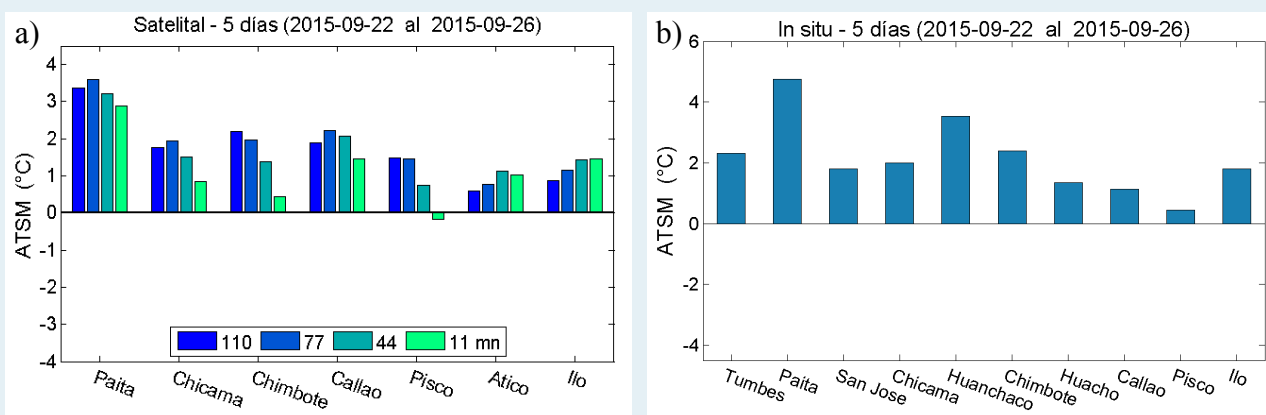 a)
Satelital - 5 días (2015-09-22 al 2015-09-26)
ATSM (°C)
4
3
2
1
0
-1
-2
-3
-4
110 77 44 11 mn
Paita Chicama Chimbote Callao Pisco Atico Ilo
b)
In situ - 5 días (2015-09-22 al 2015-09-26)
ATSM (°C)
6
4
2
0
-2
-4
Tumbes Paita San Jose Chicama Huanchaco Chimbote Huacho Callao Pisco Ilo